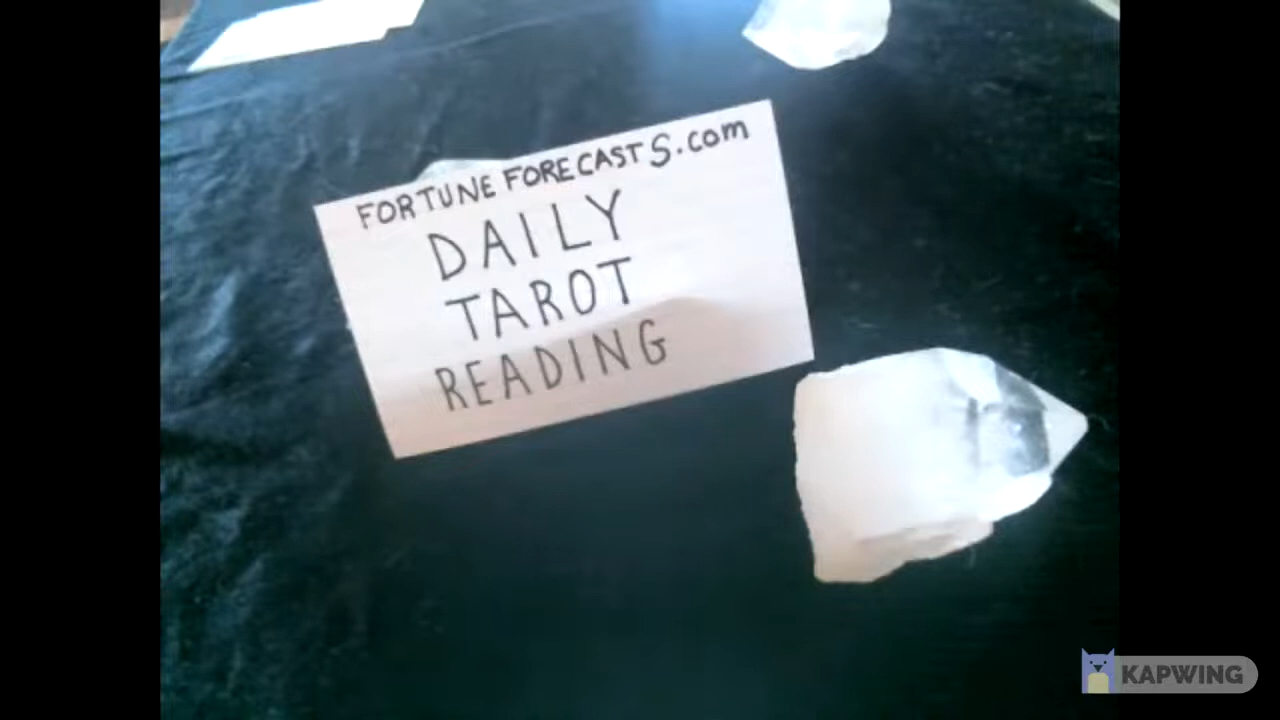 FORTUNE FORECASTS.com
DAILY
TAROT
READING
KAPWING